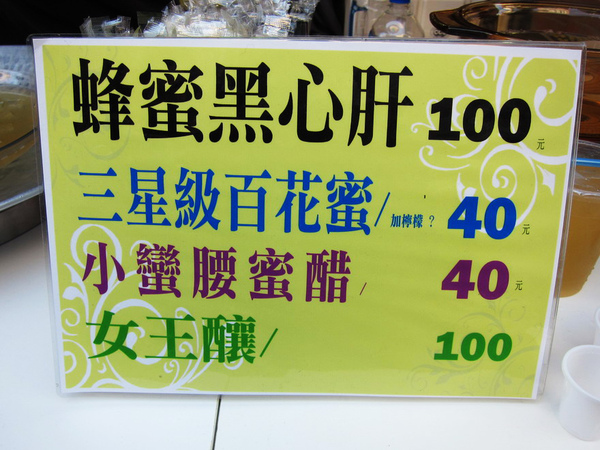 蜂蜜黑心肝 100元
三星級百花蜜/加檸檬? 40元
小蠻腰蜜醋/ 40元
女王釀/ 100